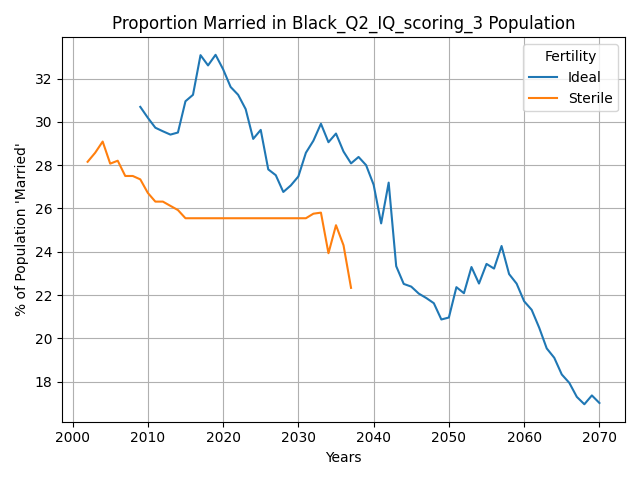 Proportion Married in Black_Q2_IQ_scoring_3 Population
Fertility
Ideal
Sterile
% of Population 'Married'
32
30
28
26
24
22
20
18
2000 2010 2020 2030 2040 2050 2060 2070
Years